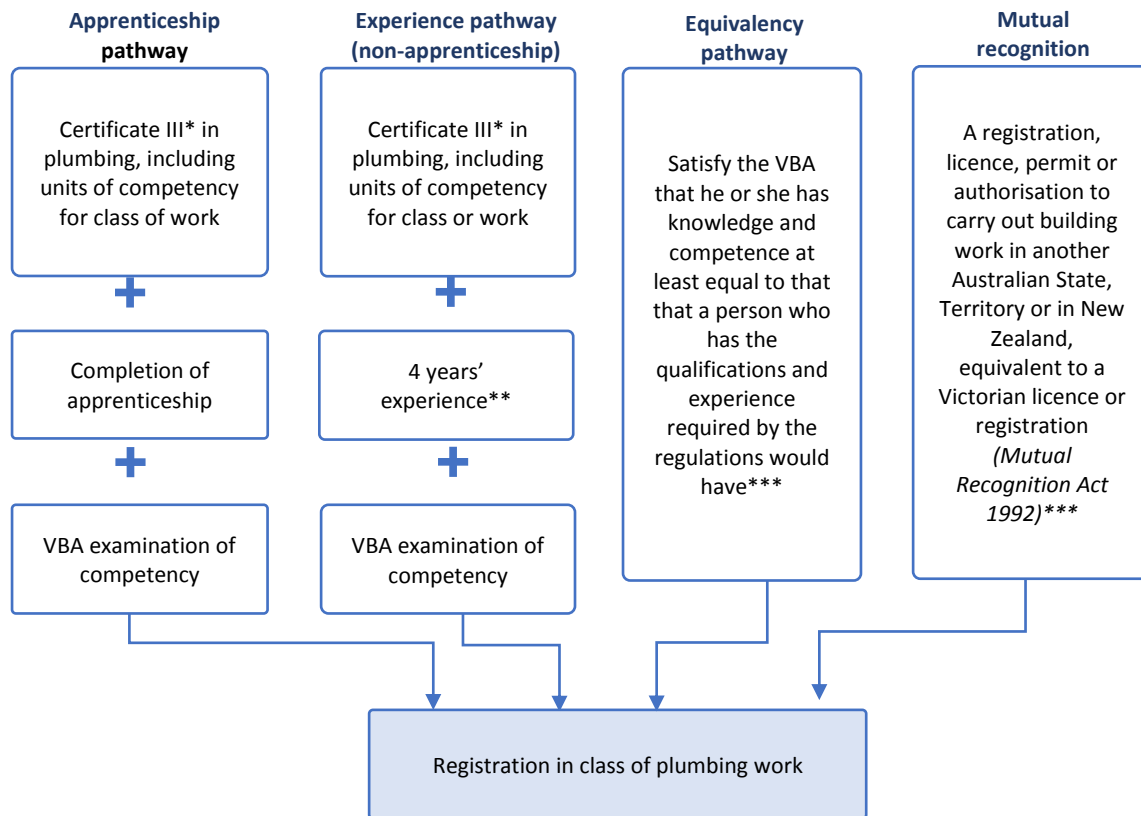 Apprenticeship
pathway
Experience pathway
(non-apprenticeship)
Equivalency
pathway
Mutual
recognition
Certificate III* in
plumbing, including
units of competency
for class of work
Certificate III* in
plumbing, including
units of competency
for class or work
Satisfy the VBA
that he or she has
knowledge and
competence at
least equal to that
that a person who
has the
qualifications and
experience
required by the
regulations would
have***
A registration,
licence, permit or
authorisation to
carry out building
work in another
Australian State,
Territory or in New
Zealand,
equivalent to a
Victorian licence or
registration
(Mutual
Recognition Act
1992)***
Completion of
apprenticeship
4 years'
experience**
VBA examination of
competency
VBA examination of
competency
Registration in class of plumbing work